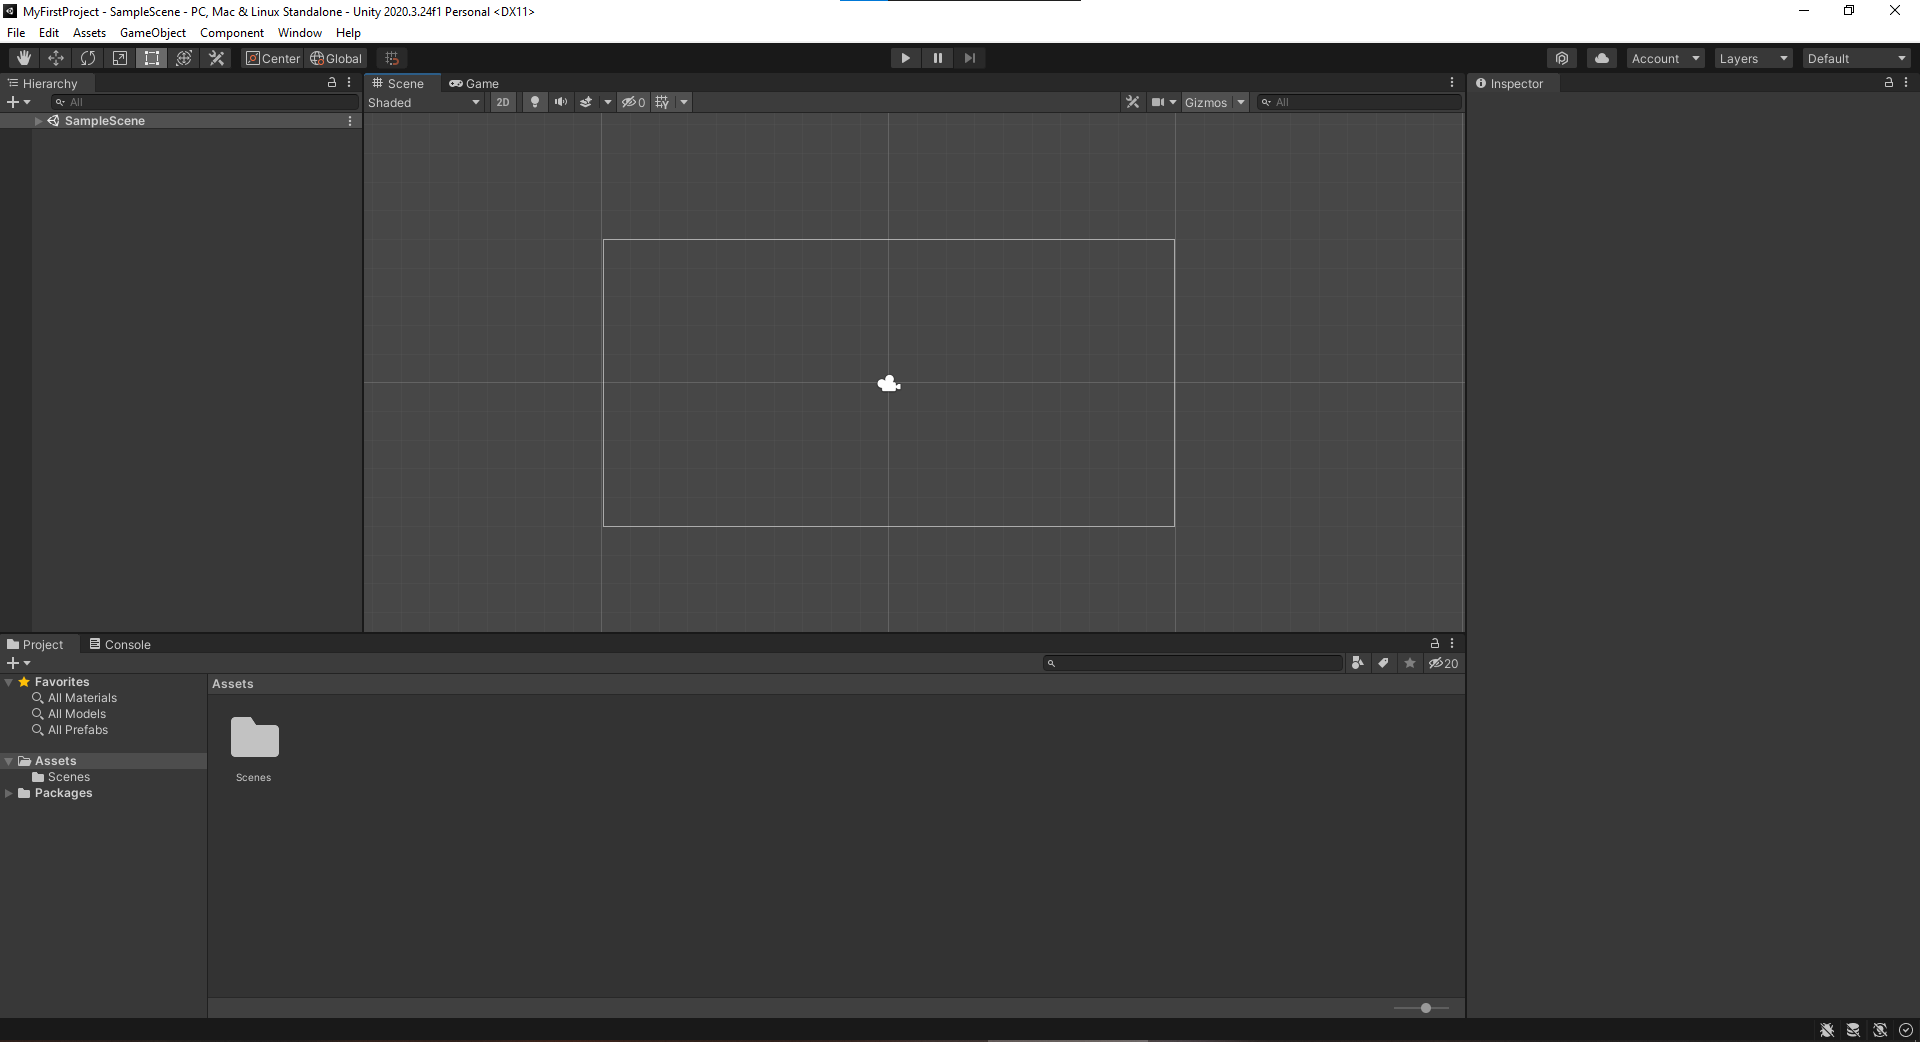 MyFirstProject - SampleScene - PC, Mac & Linux Standalone - Unity 2020.3.24f1 Personal <DX11>
File Edit Assets GameObject Component Window Help
Center Global Account Layers Default
Hierarchy
All
SampleScene
Scene Game
Shaded 2D 0 Gizmos All
Inspector
Project Console
20
Favorites
All Materials
All Models
All Prefabs
Assets
Scenes
Packages
Assets
Scenes